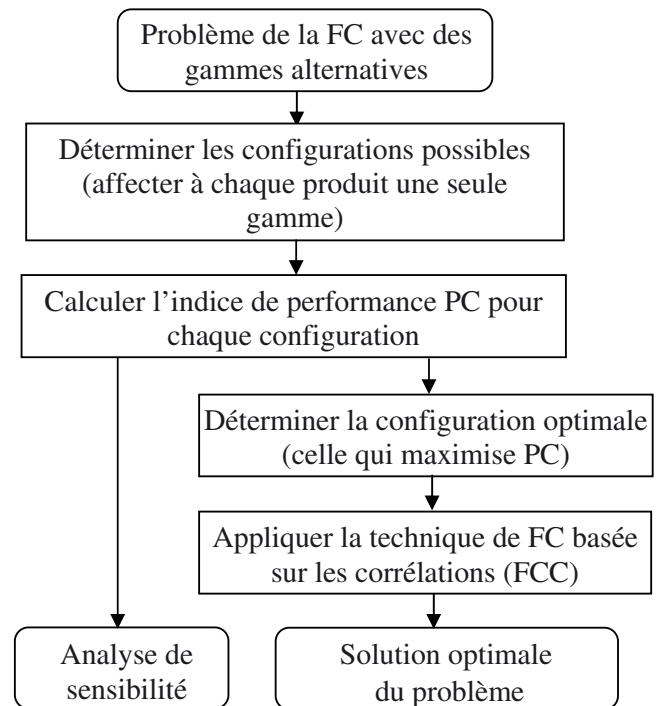 Problème de la FC avec des
gammes alternatives
Déterminer les configurations possibles
(affecter à chaque produit une seule
gamme)
Calculer l’indice de performance PC pour
chaque configuration
Déterminer la configuration optimale
(celle qui maximise PC)
Appliquer la technique de FC basée
sur les corrélations (FCC)
Analyse de
sensibilité
Solution optimale
du problème